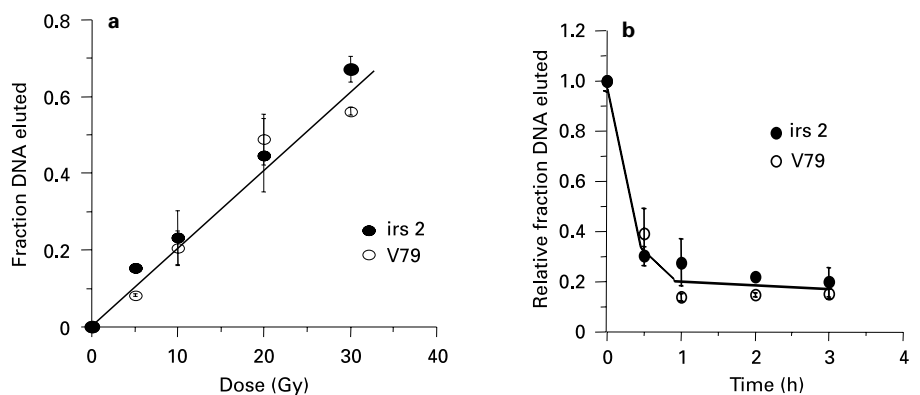 a
0.8
0.6
0.4
0.2
0
0 10 20 30 40
Fraction DNA eluted
Dose (Gy)
irs 2
V79
b
1.0
0.8
0.6
0.4
0.2
0
0 1 2 3 4
Relative fraction DNA eluted
Time (h)
irs 2
V79